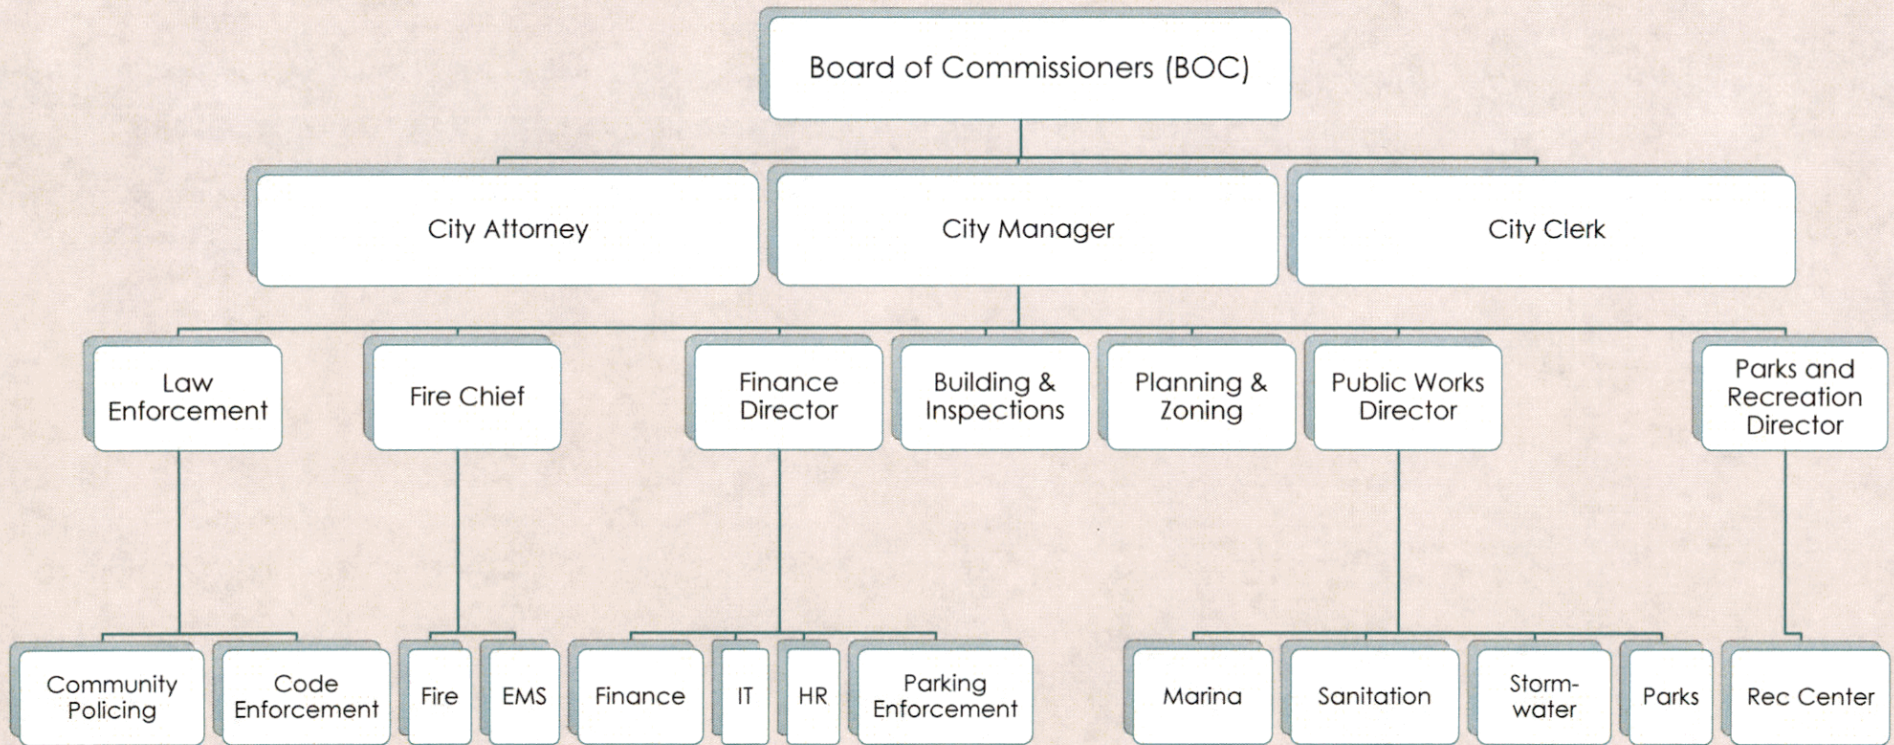 Board of Commissioners (BOC)
City Attorney
City Manager
City Clerk
Law
Enforcement
Fire Chief
Finance
Director
Building &
Inspections
Planning &
Zoning
Public Works
Director
Parks and
Recreation
Director
Community
Policing
Code
Enforcement
Fire
EMS
Finance
IT
HR
Parking
Enforcement
Marina
Sanitation
Storm-
water
Parks
Rec Center